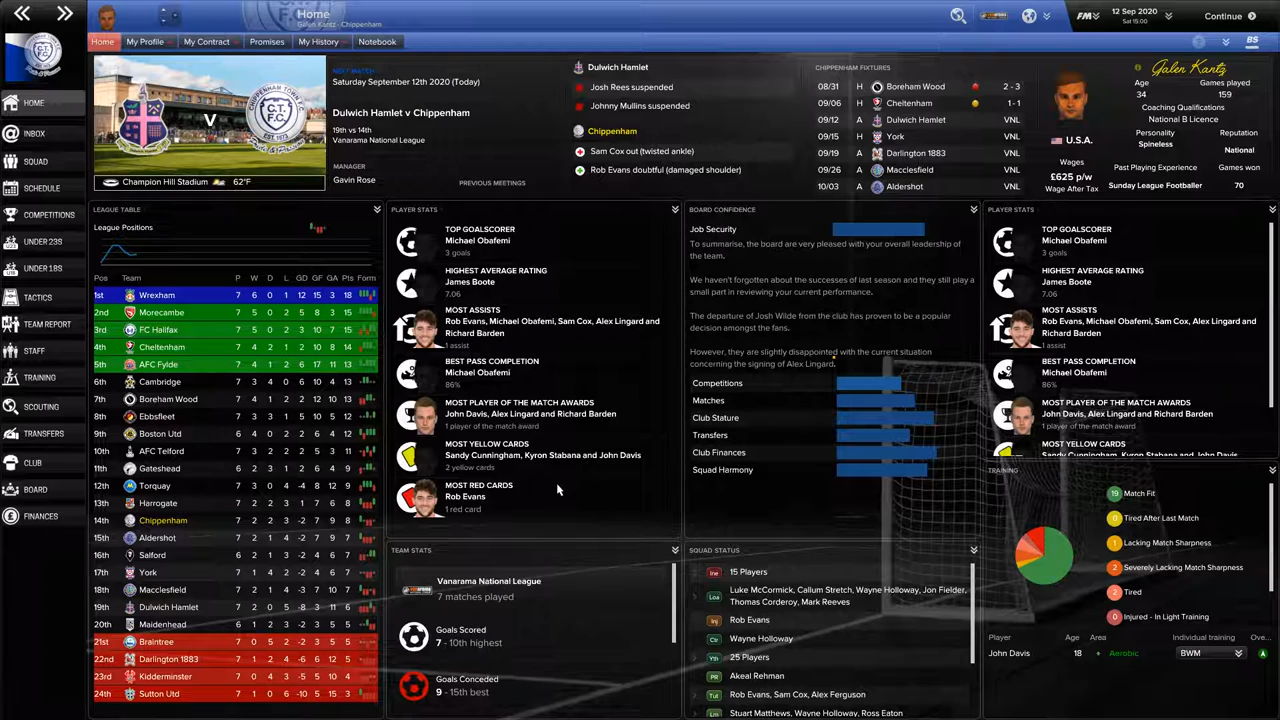 Home
Galen Kantz - Chippenham
FM
12 Sep 2020
Sat 15:00
Continue
Home
My Profile
My Contract
Promises
My History
Notebook
BS
HOME
INBOX
SQUAD
SCHEDULE
COMPETITIONS
UNDER 23S
UNDER 18S
TACTICS
TEAM REPORT
STAFF
TRAINING
SCOUTING
TRANSFERS
CLUB
BOARD
FINANCES
V
Champion Hill Stadium 62°F
NEXT MATCH
Saturday September 12th 2020 (Today)
Dulwich Hamlet v Chippenham
19th vs 14th
Vanarama National League
MANAGER
Gavin Rose
PREVIOUS MEETINGS
Dulwich Hamlet
Josh Rees suspended
Johnny Mullins suspended
Chippenham
Sam Cox out (twisted ankle)
Rob Evans doubtful (damaged shoulder)
CHIPPENHAM FIXTURES
08/31 H Boreham Wood 2 - 3
09/06 H Cheltenham 1 - 1
09/12 A Dulwich Hamlet VNL
09/15 H York VNL
09/19 A Darlington 1883 VNL
09/26 A Macclesfield VNL
10/03 A Aldershot VNL
Galen Kantz
Age
34
Games played
159
Coaching Qualifications
National B Licence
Personality
Spineless
Reputation
National
U.S.A.
Wages
£625 p/w
Wage After Tax
Past Playing Experience
Sunday League Footballer
Games won
70
LEAGUE TABLE
League Positions
Pos Team P W D L GD GF GA Pts Form
1st Wrexham 7 6 0 1 12 15 3 18
2nd Morecambe 7 5 0 2 5 8 3 15
3rd FC Halifax 7 5 0 2 3 10 7 15
4th Cheltenham 7 4 2 1 2 10 8 14
5th AFC Fylde 7 4 1 2 6 17 11 13
6th Cambridge 7 3 4 0 6 10 4 13
7th Boreham Wood 7 4 1 2 2 12 10 13
8th Ebbsfleet 7 3 3 1 5 10 5 12
9th Boston Utd 6 4 0 2 2 6 4 12
10th AFC Telford 7 3 2 2 2 5 3 11
11th Gateshead 6 2 3 1 2 6 4 9
12th Torquay 7 3 0 4 -4 8 12 9
13th Harrogate 7 2 2 3 1 7 6 8
14th Chippenham 7 2 2 3 -2 7 9 8
15th Aldershot 7 2 1 4 -3 5 8 7
16th Salford 6 2 1 3 -2 4 6 7
17th York 7 1 4 2 -2 4 6 7
18th Macclesfield 7 2 1 4 -3 7 10 7
19th Dulwich Hamlet 7 2 0 5 -8 3 11 6
20th Maidenhead 6 1 2 3 -2 5 7 5
21st Braintree 7 0 5 2 -2 3 5 5
22nd Darlington 1883 7 1 2 4 -6 6 12 5
23rd Kidderminster 7 0 4 3 -5 5 10 4
24th Sutton Utd 7 1 0 6 -10 5 15 3
PLAYER STATS
TOP GOALSCORER
Michael Obafemi
3 goals
HIGHEST AVERAGE RATING
James Boote
7.06
MOST ASSISTS
Rob Evans, Michael Obafemi, Sam Cox, Alex Lingard and
Richard Barden
1 assist
BEST PASS COMPLETION
Michael Obafemi
86%
MOST PLAYER OF THE MATCH AWARDS
John Davis, Alex Lingard and Richard Barden
1 player of the match award
MOST YELLOW CARDS
Sandy Cunningham, Kyron Stabana and John Davis
2 yellow cards
MOST RED CARDS
Rob Evans
1 red card
TEAM STATS
Vanarama National League
7 matches played
Goals Scored
7 - 10th highest
Goals Conceded
9 - 15th best
BOARD CONFIDENCE
Job Security
To summarise, the board are very pleased with your overall leadership of
the team.
We haven't forgotten about the successes of last season and they still play a
small part in reviewing your current performance.
The departure of Josh Wilde from the club has proven to be a popular
decision amongst the fans.
However, they are slightly disappointed with the current situation
concerning the signing of Alex Lingard.
Competitions
Matches
Club Stature
Transfers
Club Finances
Squad Harmony
SQUAD STATUS
Ine 15 Players
Loa Luke McCormick, Callum Stretch, Wayne Holloway, Jon Fielder,
Thomas Corderoy, Mark Reeves
Inj Rob Evans
Ctr Wayne Holloway
Yth 25 Players
PR Akeal Rehman
Tut Rob Evans, Sam Cox, Alex Ferguson
Lrn Stuart Matthews, Wayne Holloway, Ross Eaton
PLAYER STATS
TOP GOALSCORER
Michael Obafemi
3 goals
HIGHEST AVERAGE RATING
James Boote
7.06
MOST ASSISTS
Rob Evans, Michael Obafemi, Sam Cox, Alex Lingard and
Richard Barden
1 assist
BEST PASS COMPLETION
Michael Obafemi
86%
MOST PLAYER OF THE MATCH AWARDS
John Davis, Alex Lingard and Richard Barden
1 player of the match award
MOST YELLOW CARDS
Sandy Cunningham, Kyron Stabana and John Davis
TRAINING
19 Match Fit
0 Tired After Last Match
1 Lacking Match Sharpness
2 Severely Lacking Match Sharpness
2 Tired
0 Injured - In Light Training
Player Age Area Individual training Ove...
John Davis 18 + Aerobic BWM